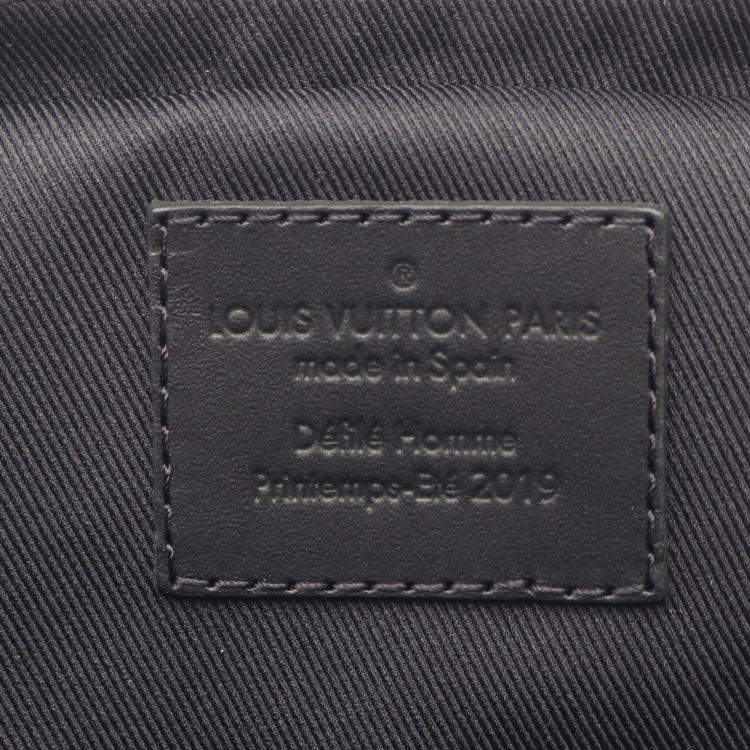 ®
LOUIS VUITTON PARIS
made in Spain
Défilé Homme
Printemps-Eté 2019